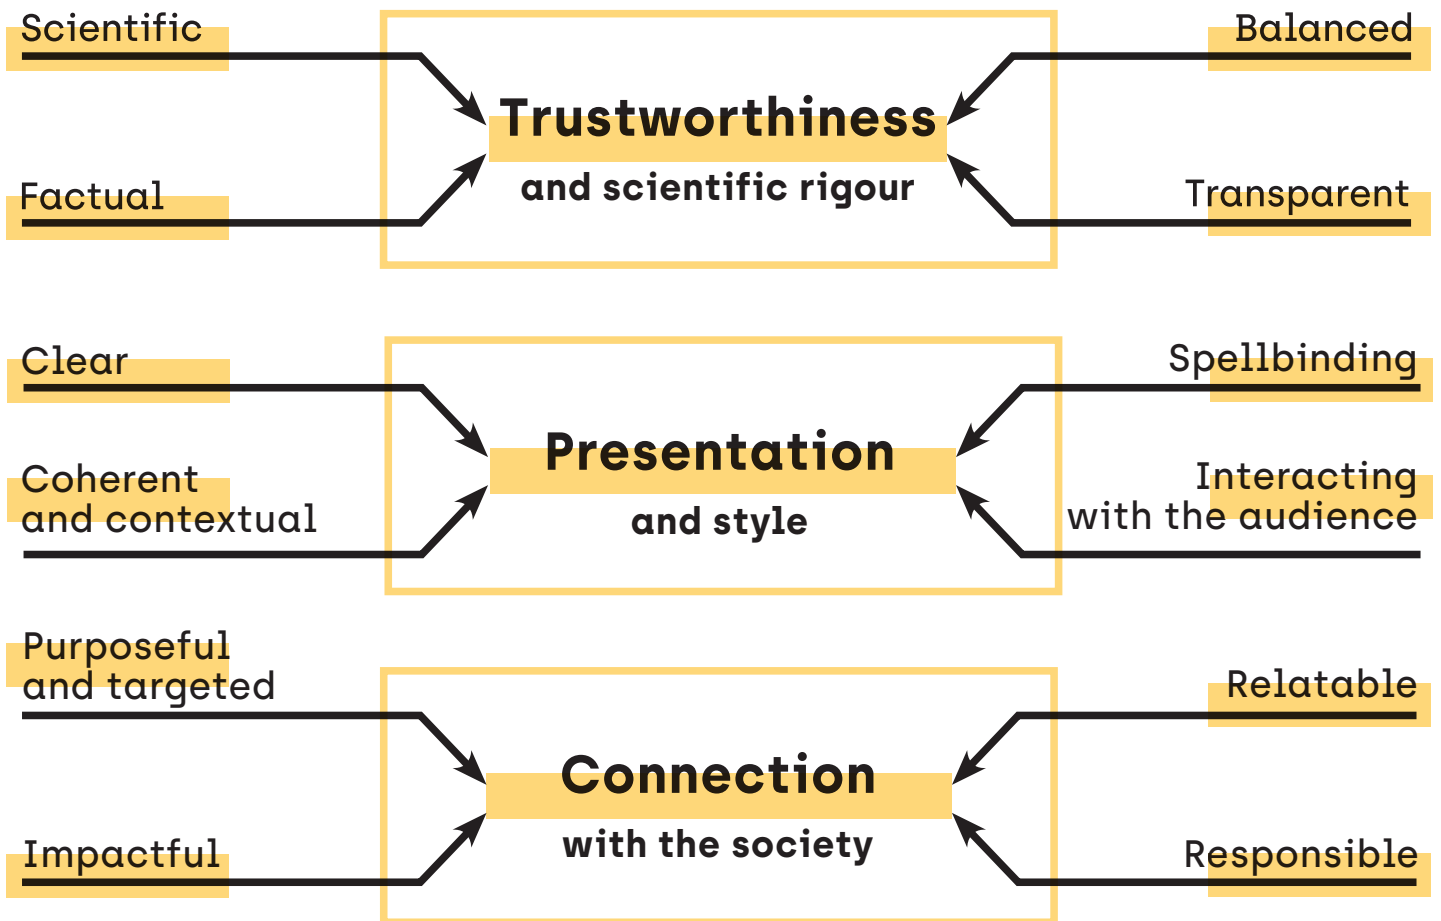 Scientific
Balanced
Trustworthiness
and scientific rigour
Factual
Transparent
Clear
Spellbinding
Presentation
and style
Coherent
and contextual
Interacting
with the audience
Purposeful
and targeted
Relatable
Connection
with the society
Impactful
Responsible